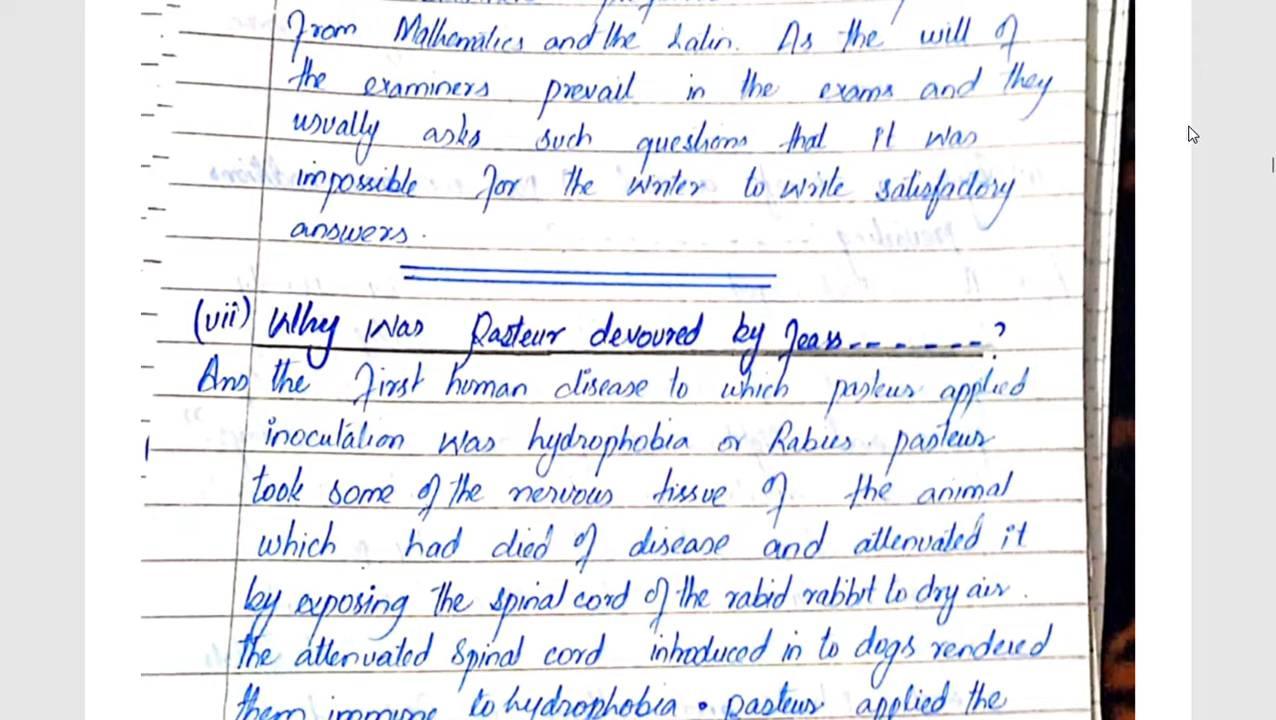 from Mathematics and the Latin. As the will of
the examiners prevail in the exams and they
usually asks such questions that it was
impossible for the writer to write satisfactory
answers.
(vii) Why was Pasteur devoured by fears-------?
Ans the first human disease to which pasteur applied
inoculation was hydrophobia or Rabies. pasteur
took some of the nervous tissue of the animal
which had died of disease and attenuated it
by exposing the spinal cord of the rabid rabbit to dry air.
The attenuated spinal cord introduced in to dogs rendered
them immune to hydrophobia. pasteur applied the